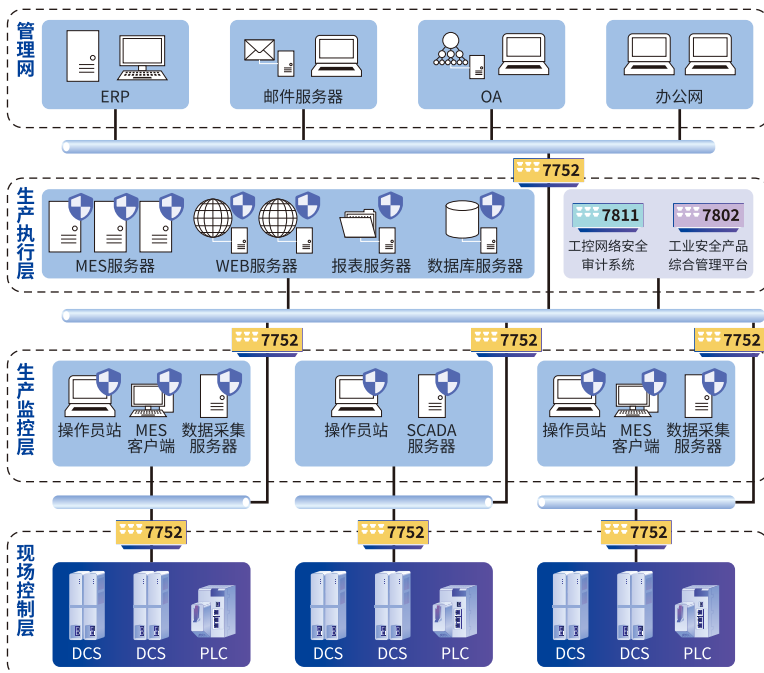 管理网
ERP
邮件服务器
OA
办公网
7752
生产执行层
MES服务器
WEB服务器
报表服务器
数据库服务器
7811
工控网络安全
审计系统
7802
工业安全产品
综合管理平台
7752
7752
7752
生产监控层
操作员站
MES
客户端
数据采集
服务器
操作员站
SCADA
服务器
操作员站
MES
客户端
数据采集
服务器
7752
7752
7752
现场控制层
DCS
DCS
PLC
DCS
DCS
PLC
DCS
DCS
PLC